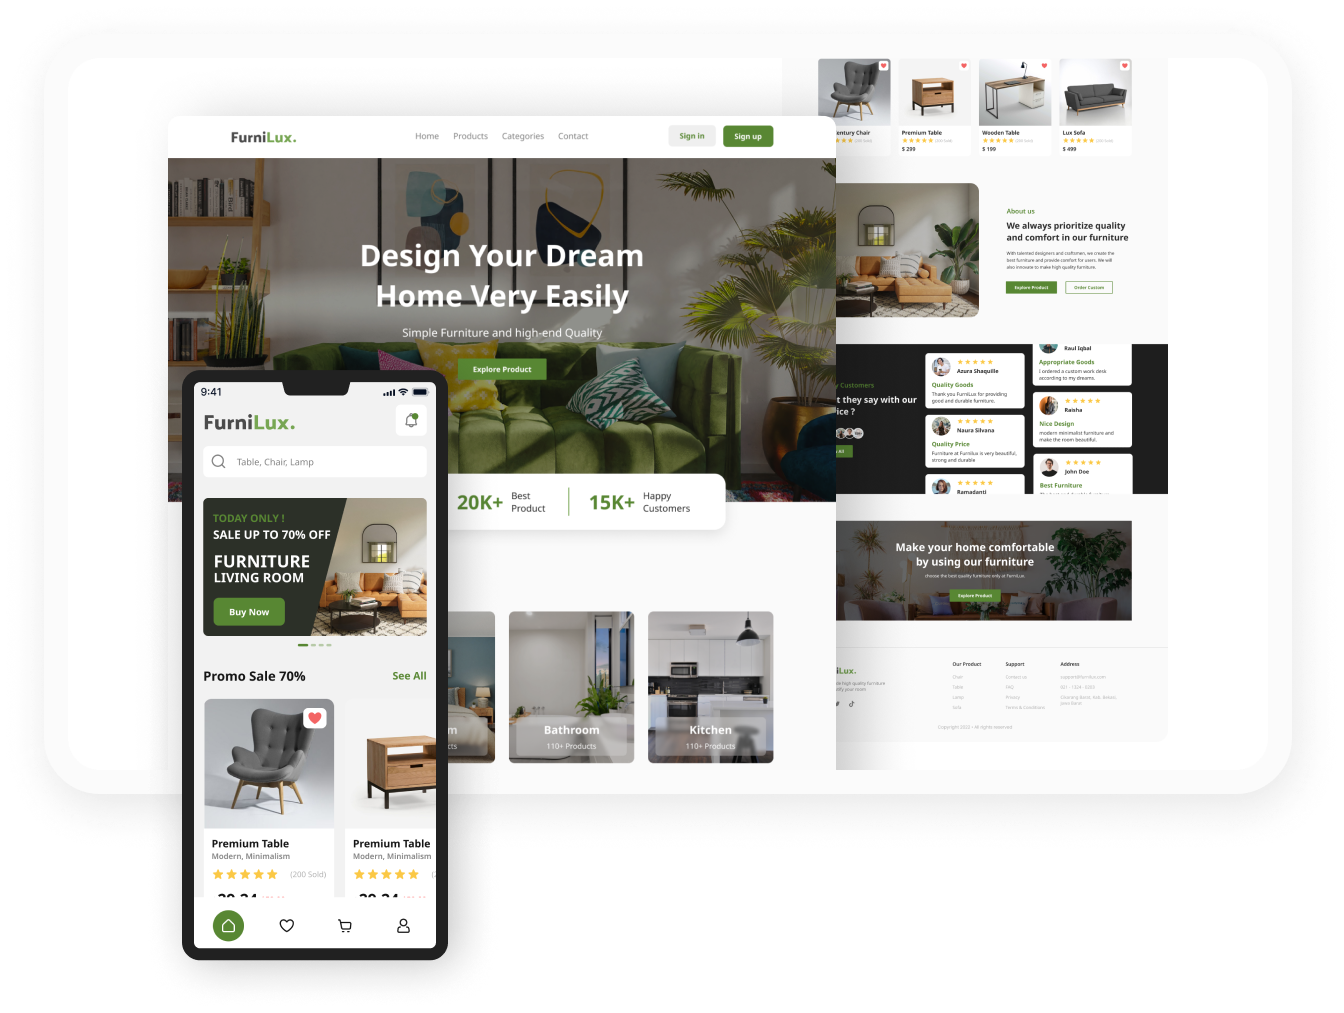 FurniLux.
Home
Products
Categories
Contact
Sign in
Sign up
Design Your Dream
Home Very Easily
Simple Furniture and high-end Quality
Explore Product
20K+
Best
Product
15K+
Happy
Customers
Bathroom
110+ Products
Kitchen
110+ Products
9:41
FurniLux.
Table, Chair, Lamp
TODAY ONLY !
SALE UP TO 70% OFF
FURNITURE
LIVING ROOM
Buy Now
Promo Sale 70%
See All
Premium Table
Modern, Minimalism
(200 Sold)
Premium Table
Modern, Minimalism
Chair
Premium Table
$ 299
Wooden Table
$ 199
Lux Sofa
$ 499
About us
We always prioritize quality
and comfort in our furniture
With talented designers and craftsmen, we create the
best furniture and provide comfort for users. We will
also innovate to make high quality furniture.
Explore Product
Order Custom
Customers
they say with our
Azura Shaquille
Quality Goods
Thank you FurniLux for providing
good and durable furniture.
Naura Silvana
Quality Price
Furniture at Furnilux is very beautiful,
strong and durable
Ramadanti
Raul Iqbal
Appropriate Goods
I ordered a custom work desk
according to my dreams.
Raisha
Nice Design
modern minimalist furniture and
make the room beautiful.
John Doe
Best Furniture
Make your home comfortable
by using our furniture
choose the best quality furniture only at FurniLux.
Explore Product
iLux.
high quality furniture
your room
Our Product
Chair
Table
Lamp
Sofa
Support
Contact us
FAQ
Privacy
Terms & Conditions
Address
support@furnilux.com
Copyright 2022 • All rights reserved